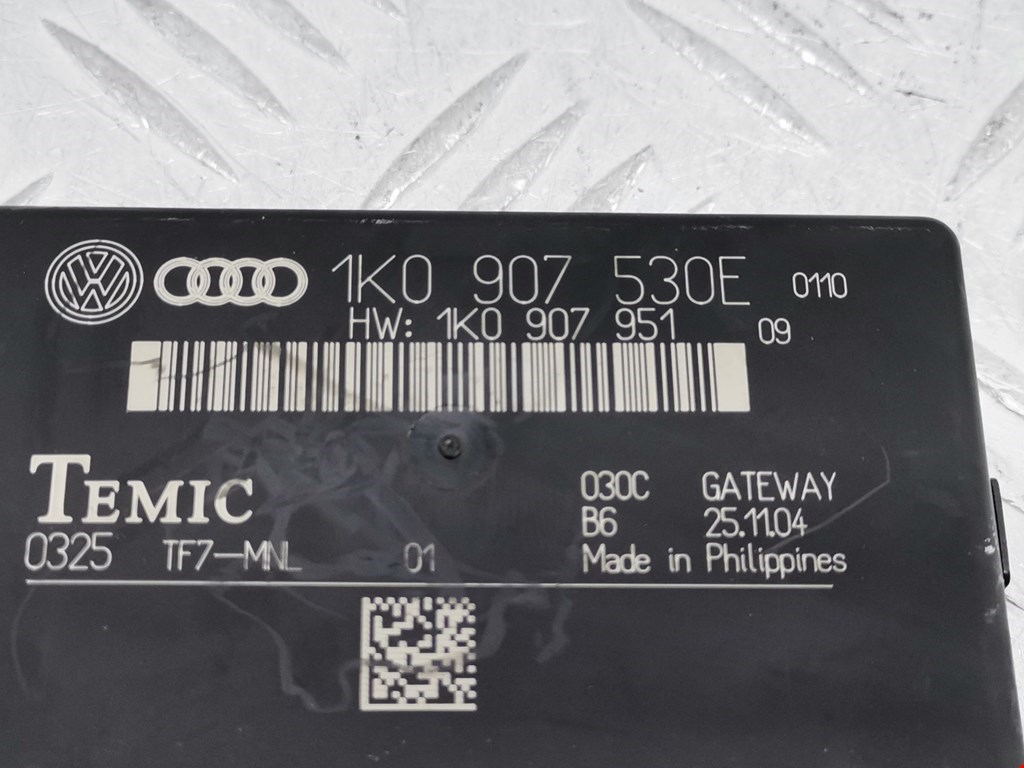 1K0 907 530E 0110
HW: 1K0 907 951 09
TEMIC
030C GATEWAY
B6 25.11.04
0325 TF7-MNL 01 Made in Philippines